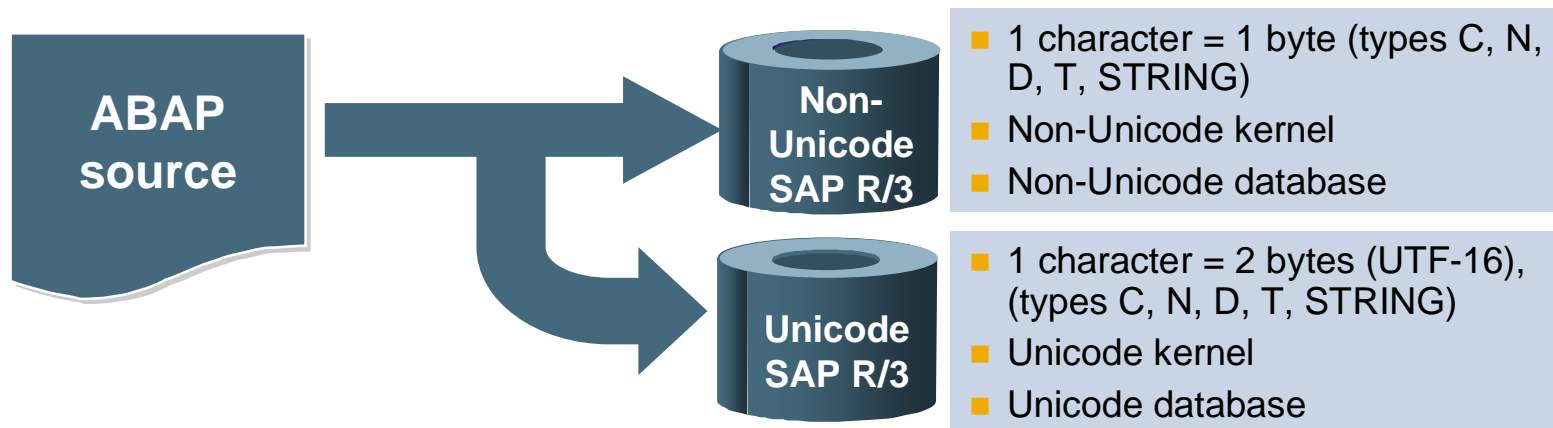 ABAP
source
Non-
Unicode
SAP R/3
1 character = 1 byte (types C, N,
D, T, STRING)
Non-Unicode kernel
Non-Unicode database
Unicode
SAP R/3
1 character = 2 bytes (UTF-16),
(types C, N, D, T, STRING)
Unicode kernel
Unicode database